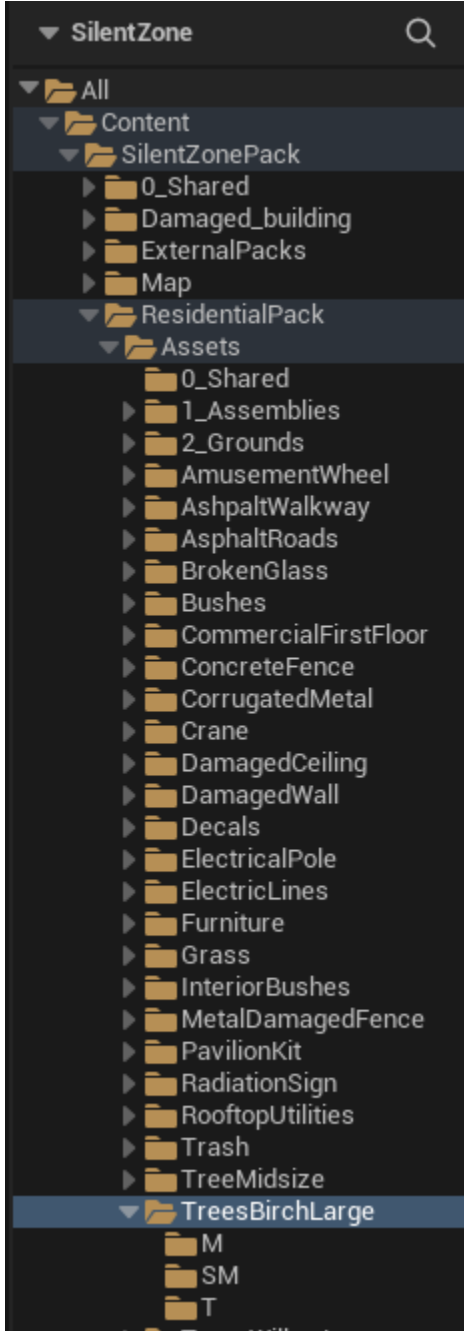 SilentZone
All
Content
SilentZonePack
0_Shared
Damaged_building
ExternalPacks
Map
ResidentialPack
Assets
0_Shared
1_Assemblies
2_Grounds
AmusementWheel
AshpaltWalkway
AsphaltRoads
BrokenGlass
Bushes
CommercialFirstFloor
ConcreteFence
CorrugatedMetal
Crane
DamagedCeiling
DamagedWall
Decals
ElectricalPole
ElectricLines
Furniture
Grass
InteriorBushes
MetalDamagedFence
PavilionKit
RadiationSign
RooftopUtilities
Trash
TreeMidsize
TreesBirchLarge
M
SM
T